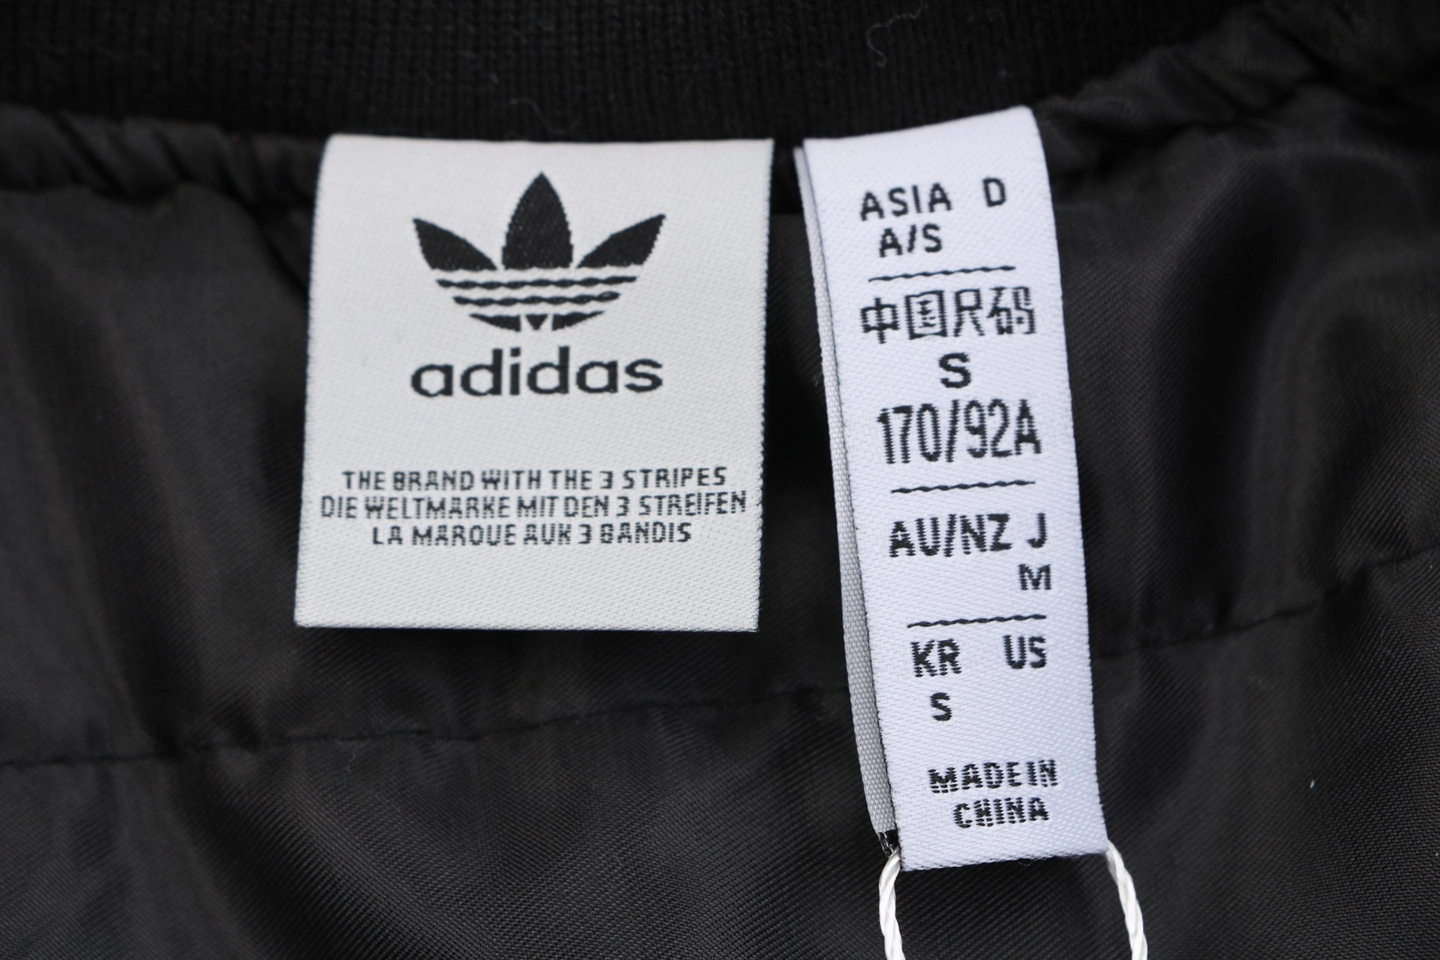 adidas
THE BRAND WITH THE 3 STRIPES
DIE WELTMARKE MIT DEN 3 STREIFEN
LA MARQUE AUX 3 BANDIS
ASIA D
A/S
中国尺码
S
170/92A
AU/NZ J
M
KR US
S
MADE IN
CHINA